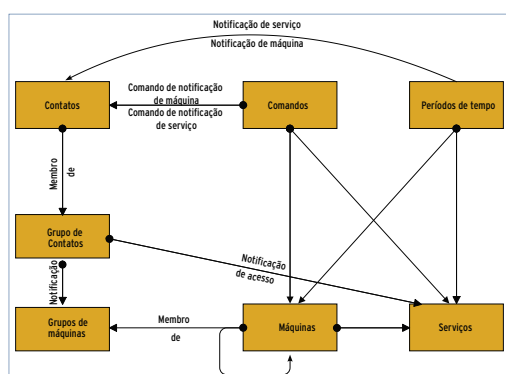 Notificação de serviço
Notificação de máquina
Contatos
Comando de notificação
de máquina
Comando de notificação
de serviço
Comandos
Períodos de tempo
Membro
de
Grupo de
Contatos
Notificação
de acesso
Notificação
Grupos de
máquinas
Membro
de
Máquinas
Serviços